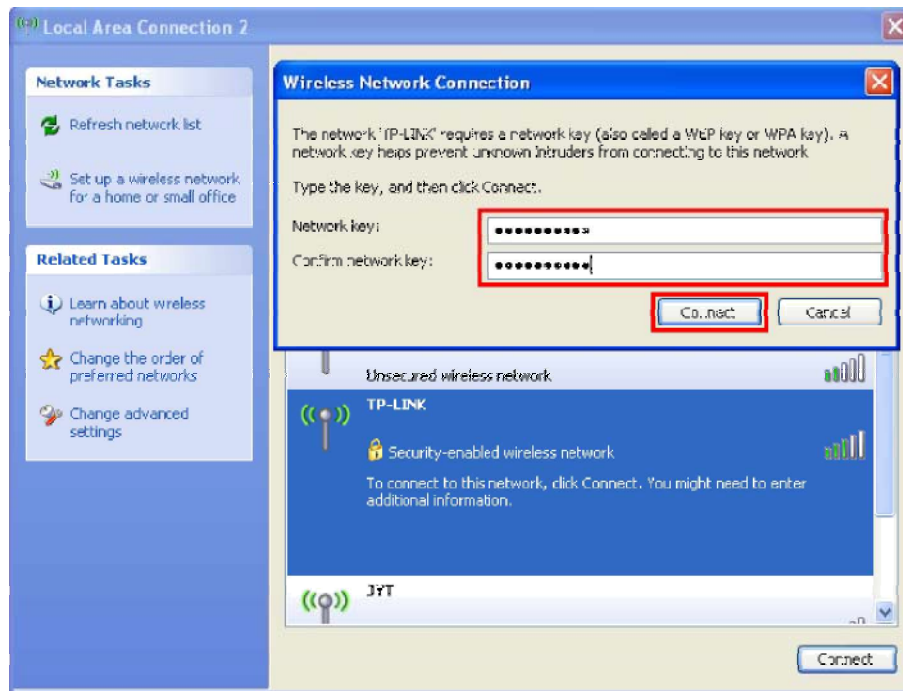 Local Area Connection 2
Network Tasks
Refresh network list
Set up a wireless network
for a home or small office
Related Tasks
Learn about wireless
networking
Change the order of
preferred networks
Change advanced
settings
Wireless Network Connection
The network 'TP-LINK' requires a network key (also called a WEP key or WPA key). A
network key helps prevent unknown intruders from connecting to this network
Type the key, and then click Connect.
Network key:
••••••••••
Confirm network key:
••••••••••
Connect
Cancel
Unsecured wireless network
TP-LINK
Security-enabled wireless network
To connect to this network, click Connect. You might need to enter
additional information.
Connect